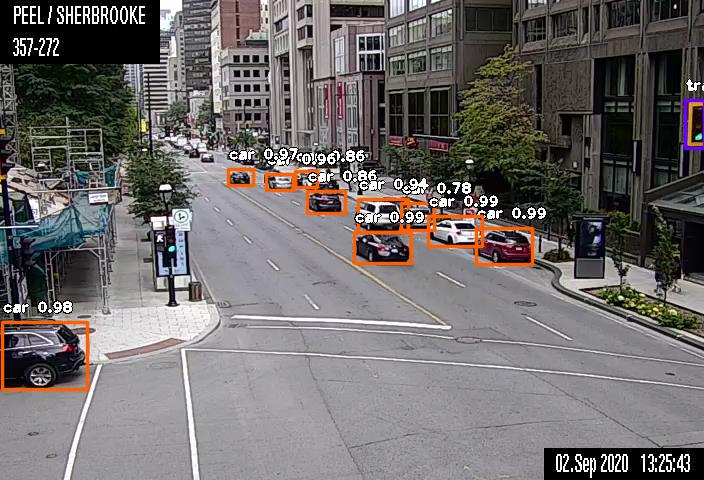 PEEL / SHERBROOKE
357-272
tra
car 0.97
0.96
0.86
car 0.86
car 0.94
0.78
car 0.99
car 0.99
car 0.99
car 0.98
02.Sep 2020 13:25:43